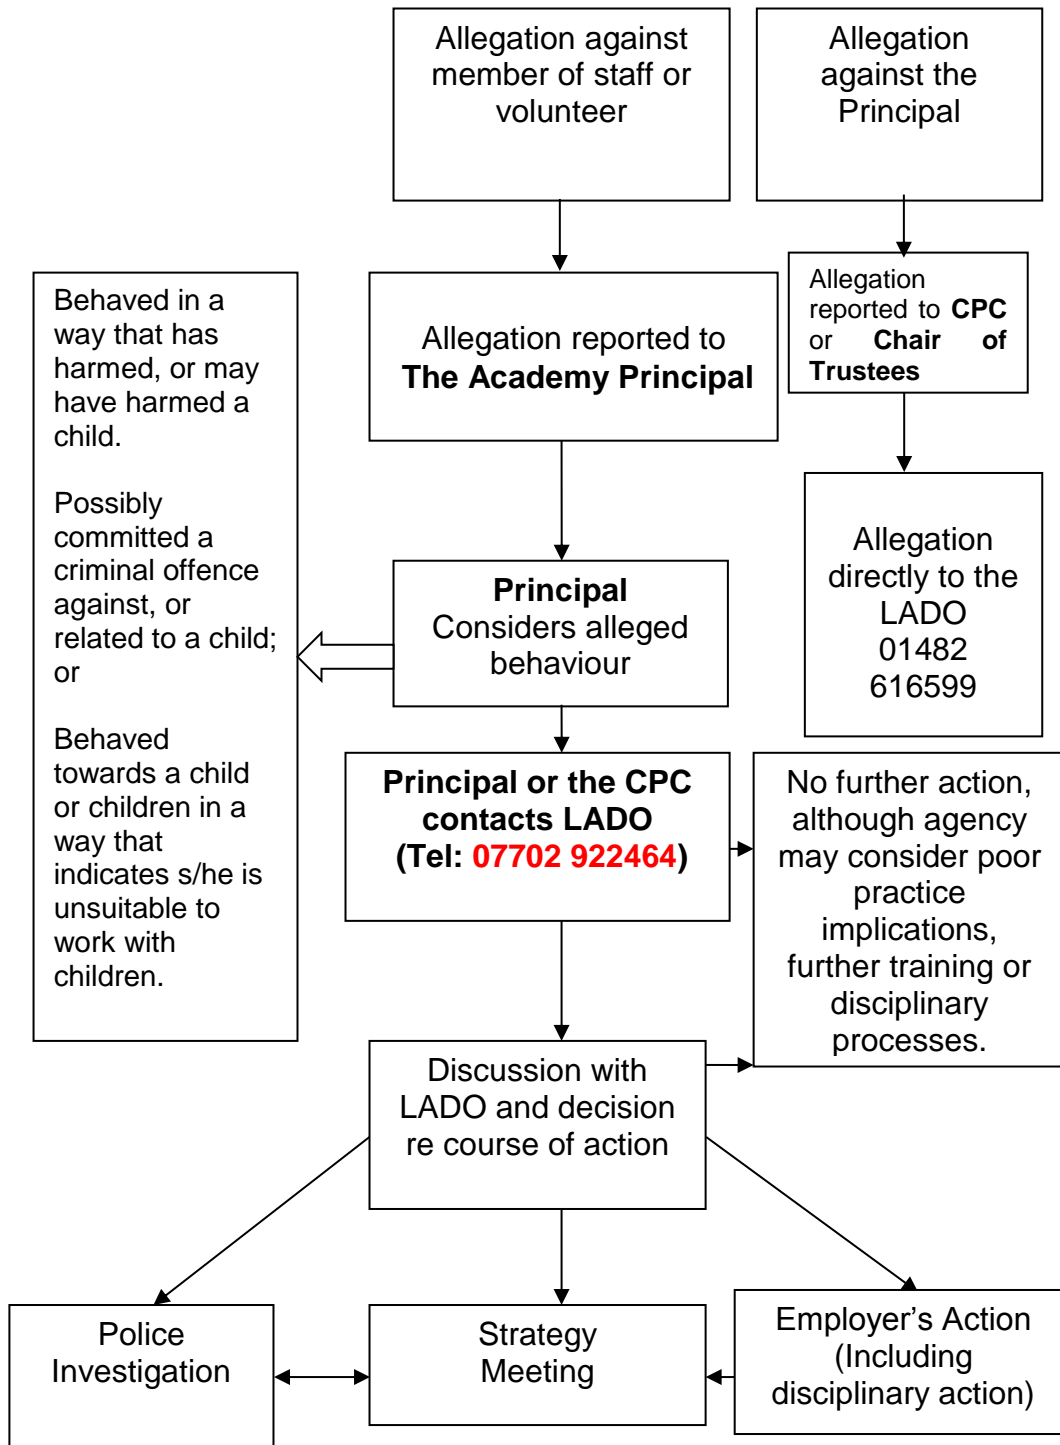 Allegation against
member of staff or
volunteer
Allegation
against the
Principal
Behaved in a
way that has
harmed, or may
have harmed a
child.
Possibly
committed a
criminal offence
against, or
related to a child;
or
Behaved
towards a child
or children in a
way that
indicates s/he is
unsuitable to
work with
children.
Allegation reported to
The Academy Principal
Allegation
reported to CPC
or Chair of
Trustees
Allegation
directly to the
LADO
01482
616599
Principal
Considers alleged
behaviour
Principal or the CPC
contacts LADO
(Tel: 07702 922464)
No further action,
although agency
may consider poor
practice
implications,
further training or
disciplinary
processes.
Discussion with
LADO and decision
re course of action
Police
Investigation
Strategy
Meeting
Employer’s Action
(Including
disciplinary action)